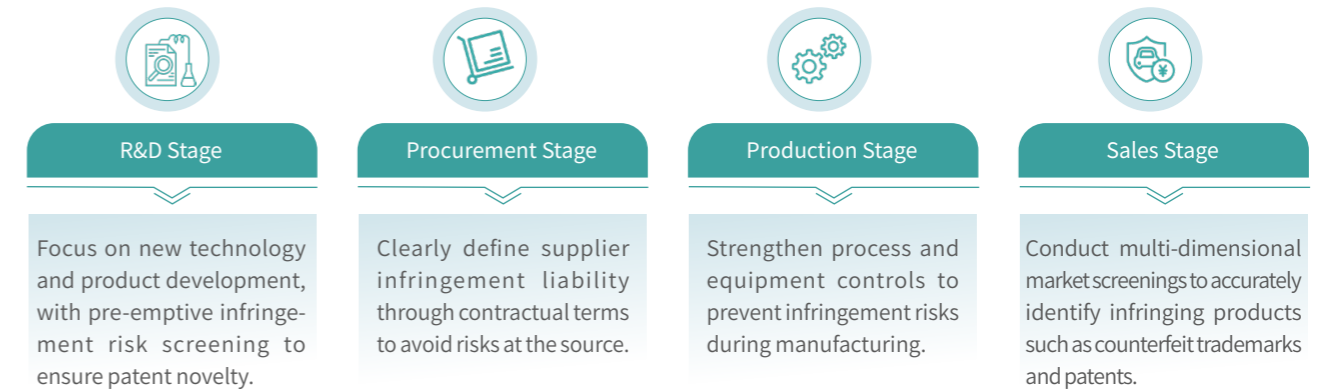 R&D Stage
Focus on new technology
and product development,
with pre-emptive infringe-
ment risk screening to
ensure patent novelty.
Procurement Stage
Clearly define supplier
infringement liability
through contractual terms
to avoid risks at the source.
Production Stage
Strengthen process and
equipment controls to
prevent infringement risks
during manufacturing.
¥
Sales Stage
Conduct multi-dimensional
market screenings to accurately
identify infringing products
such as counterfeit trademarks
and patents.